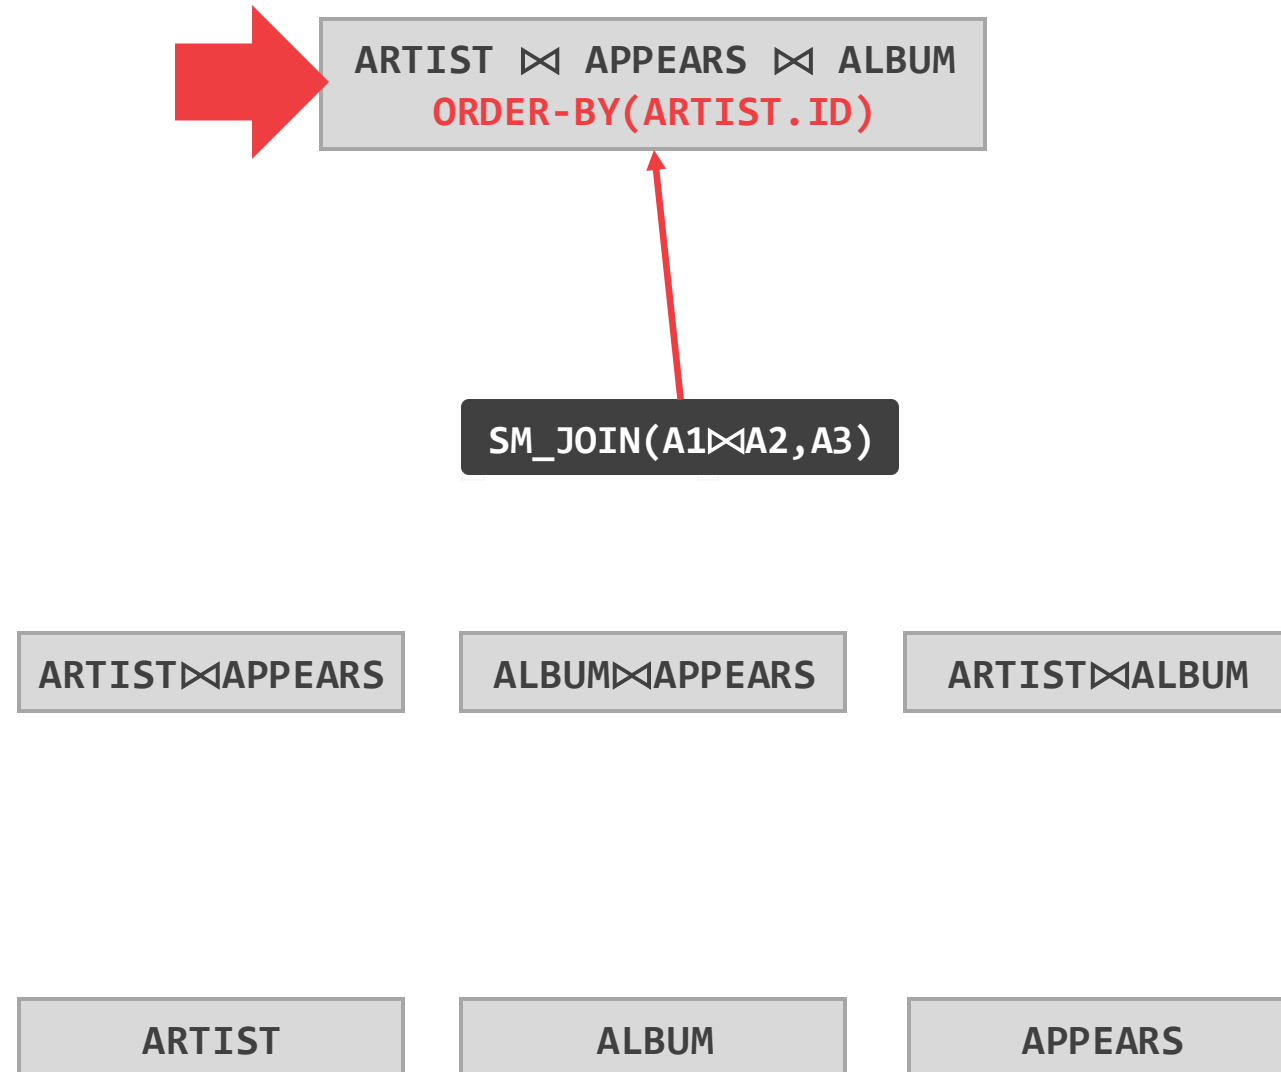 ARTIST ⋈ APPEARS ⋈ ALBUM
ORDER-BY(ARTIST.ID)
SM_JOIN(A1⋈A2,A3)
ARTIST⋈APPEARS
ALBUM⋈APPEARS
ARTIST⋈ALBUM
ARTIST
ALBUM
APPEARS